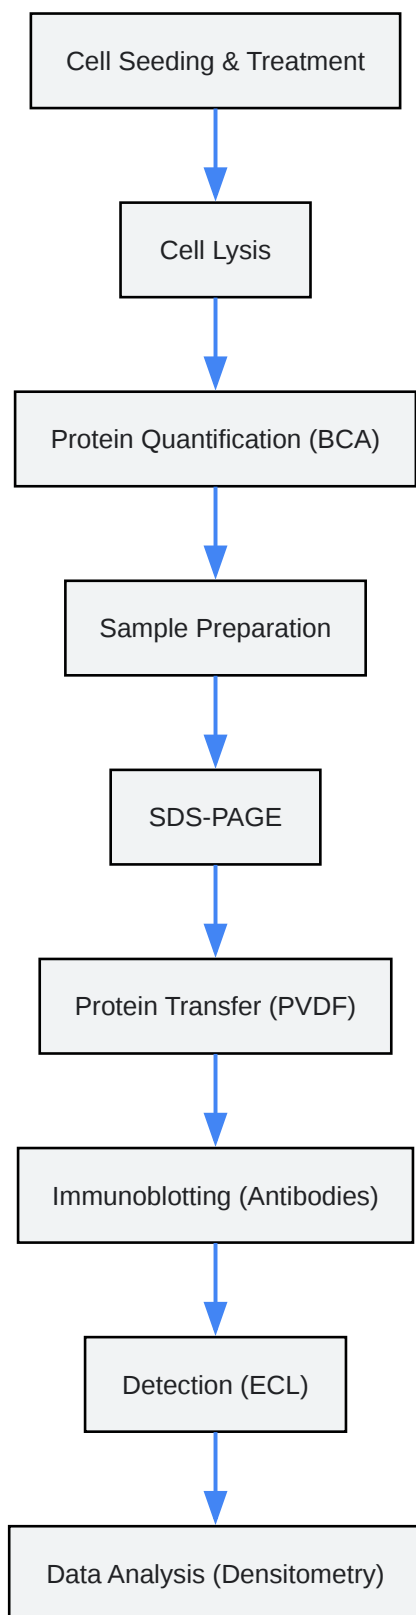 Cell Seeding & Treatment
Cell Lysis
Protein Quantification (BCA)
Sample Preparation
SDS-PAGE
Protein Transfer (PVDF)
Immunoblotting (Antibodies)
Detection (ECL)
Data Analysis (Densitometry)